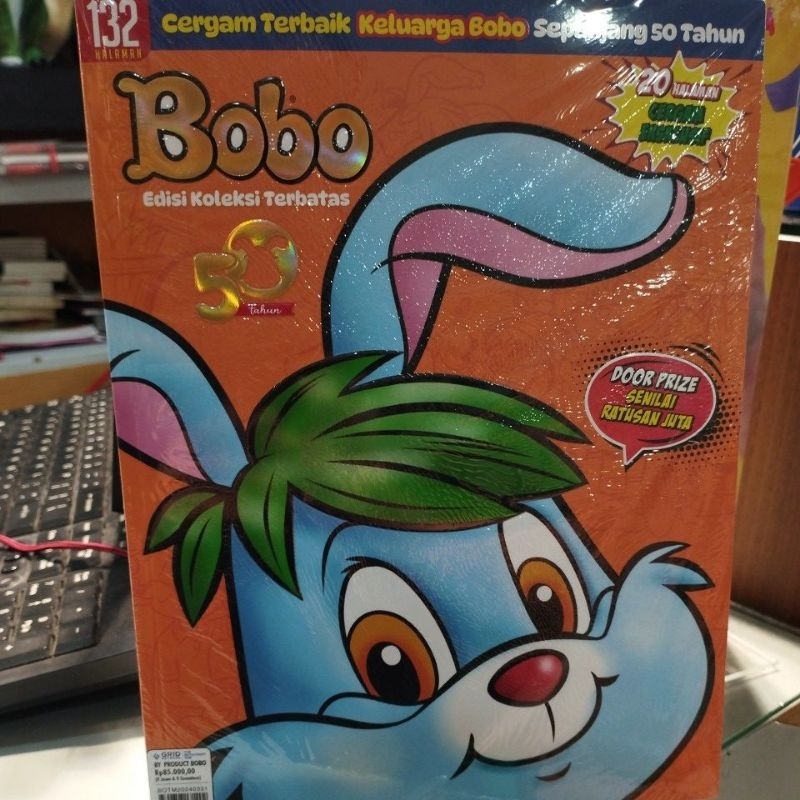 132
HALAMAN
Cergam Terbaik Keluarga Bobo Sepanjang 50 Tahun
Bobo
Edisi Koleksi Terbatas
50
tahun
20 HALAMAN
DOOR PRIZE
SENILAI
RATUSAN JUTA
GRID
BY PRODUCT BOBO
Rp85.000,00